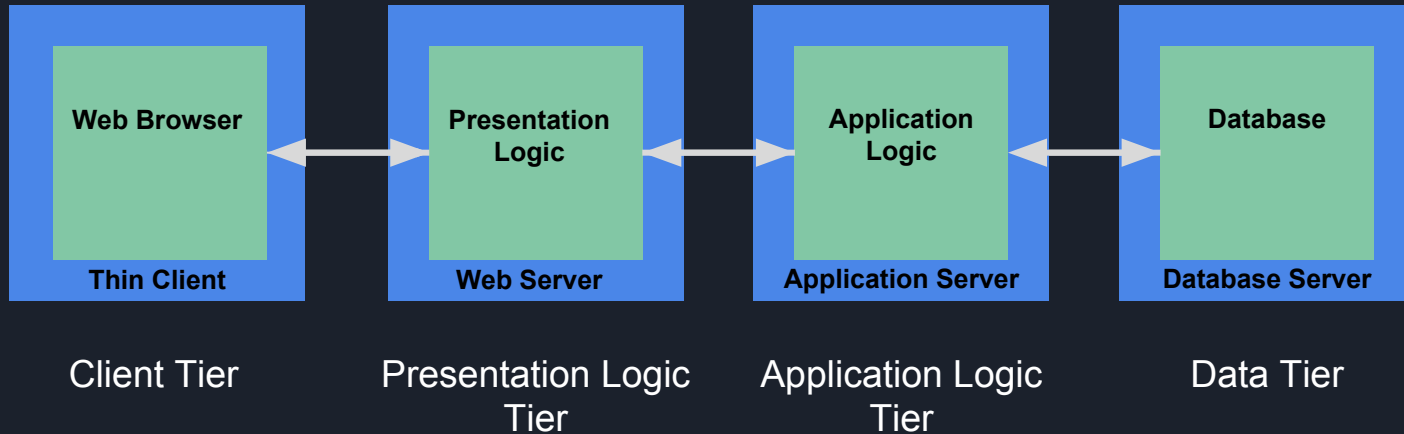 Web Browser
Thin Client
Client Tier
Presentation
Logic
Web Server
Presentation Logic
Tier
Application
Logic
Application Server
Application Logic
Tier
Database
Database Server
Data Tier